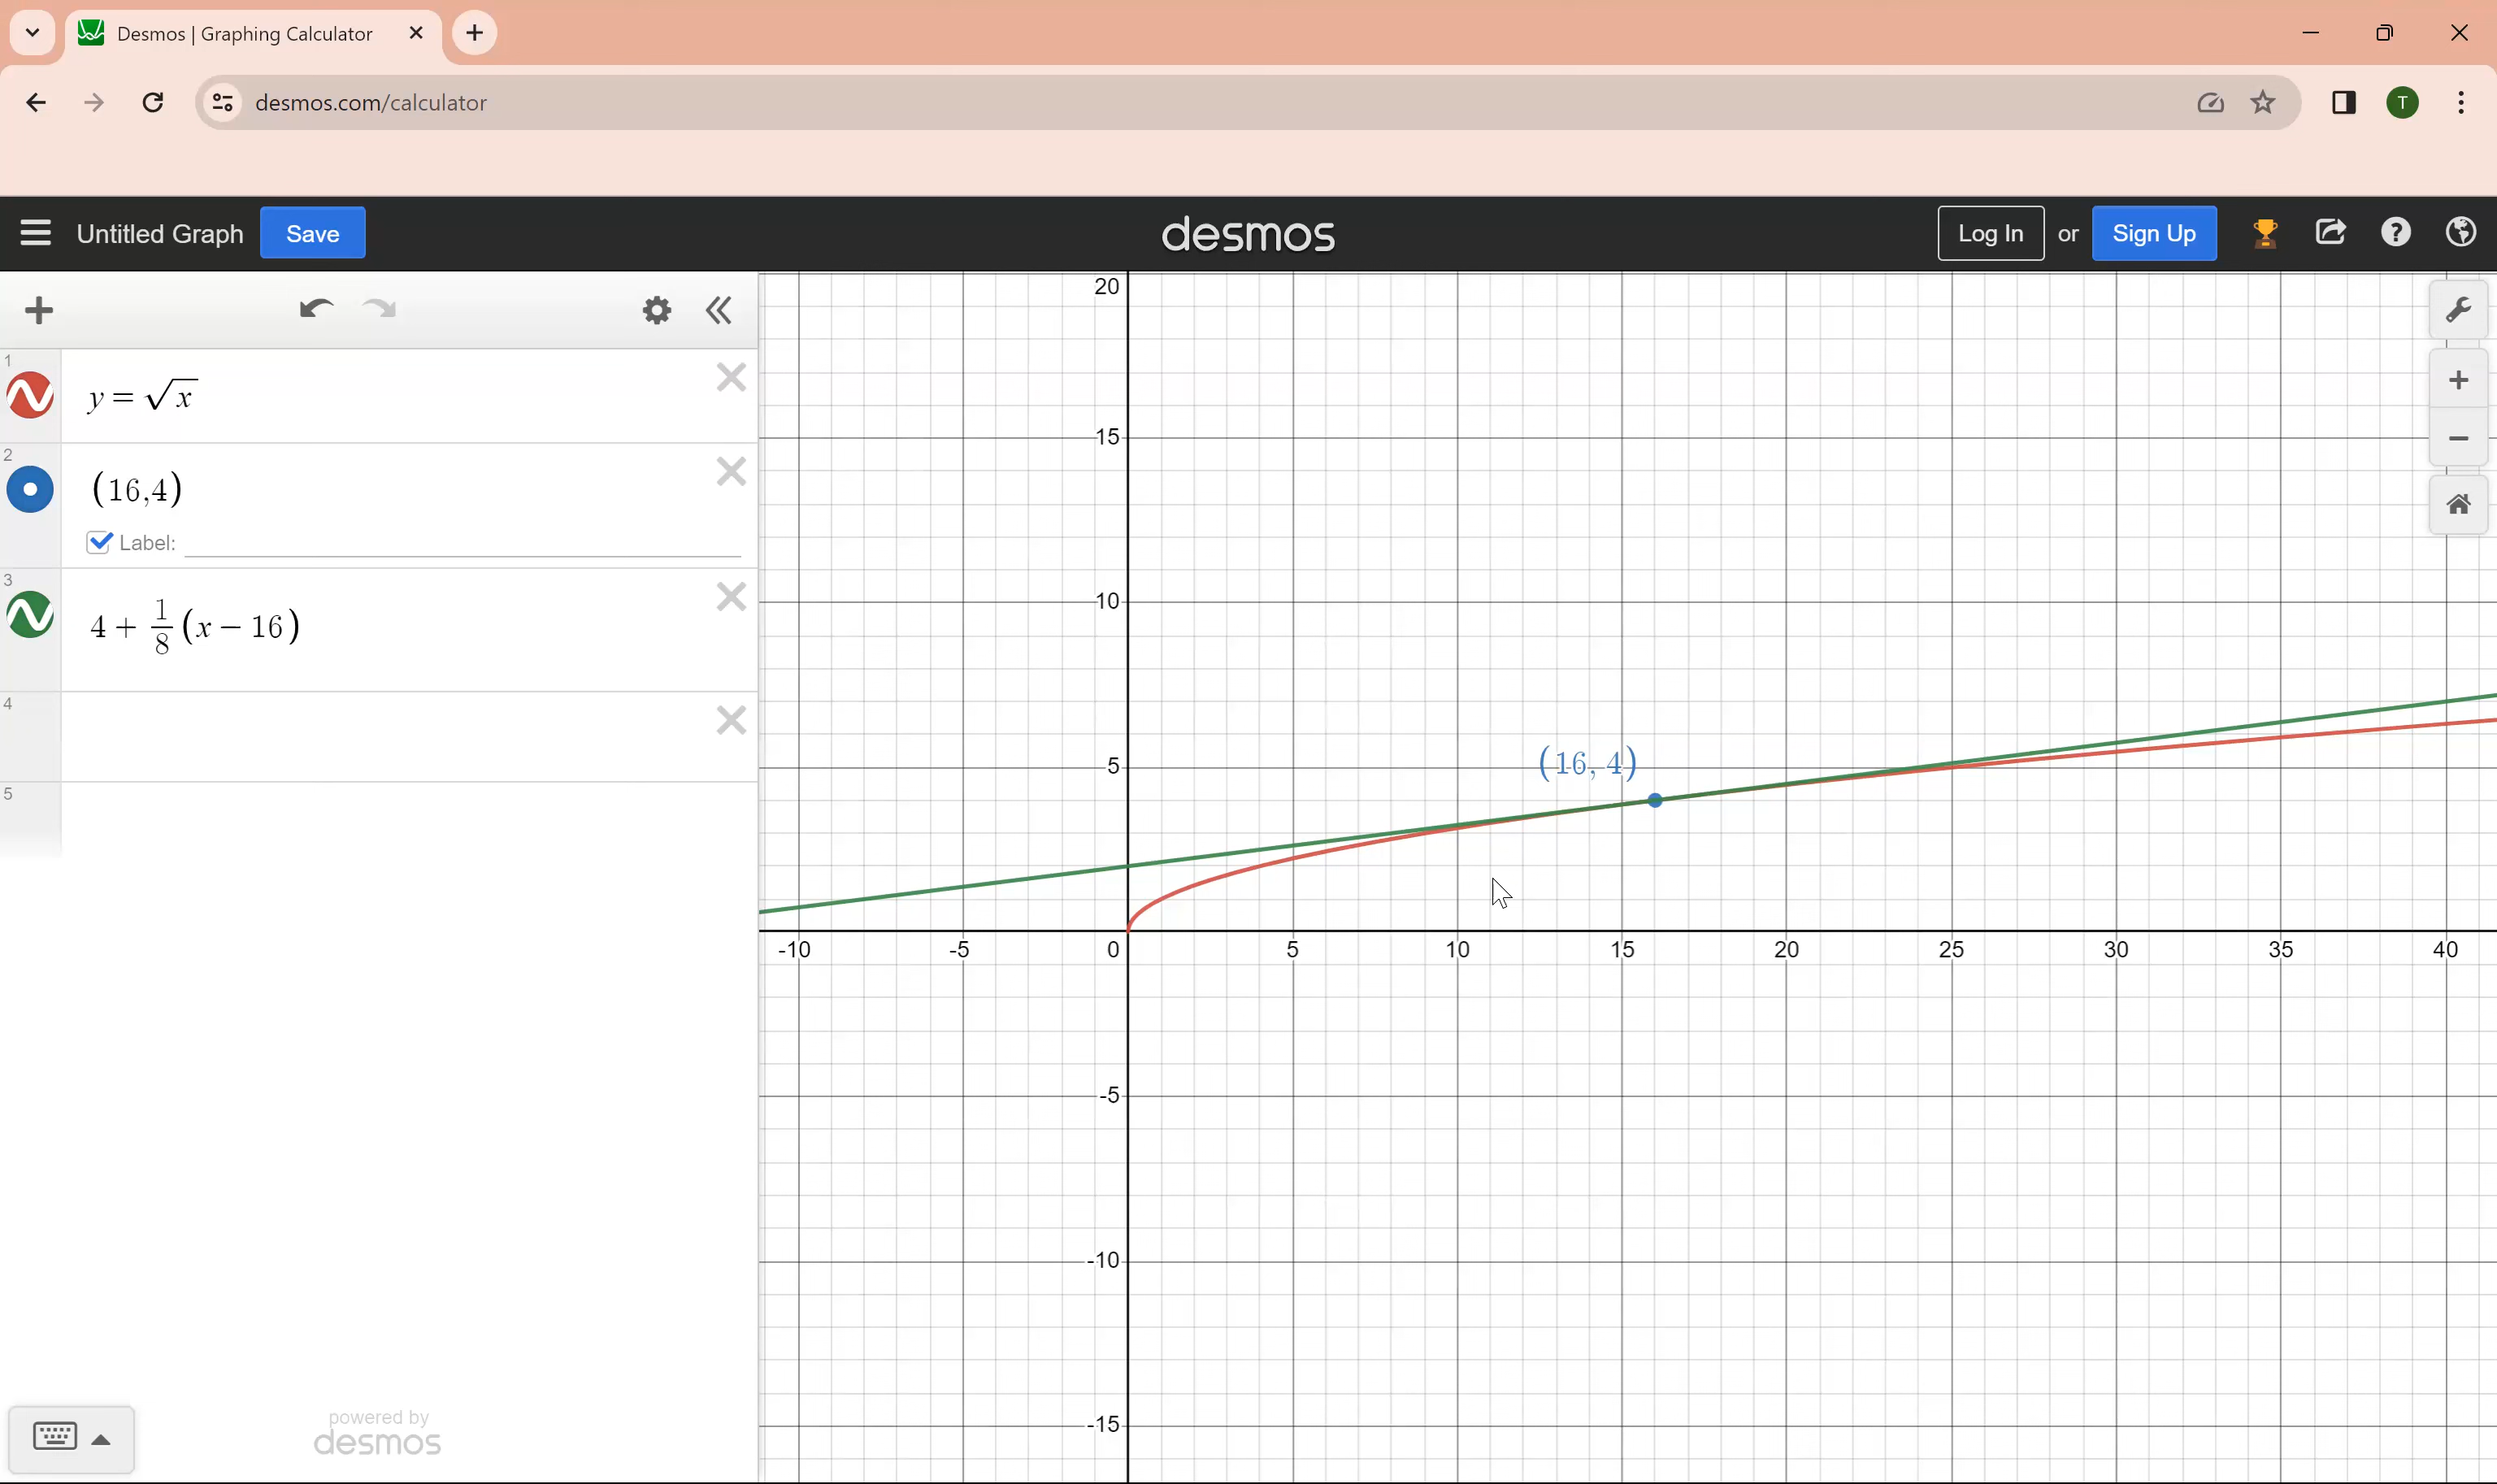 Desmos | Graphing Calculator
desmos.com/calculator
T
Untitled Graph
Save
desmos
Log In
or
Sign Up
1
y = √x
2
(16,4)
Label:
3
4 + 1/8 (x − 16)
4
5
powered by
desmos
20
15
10
5
(16, 4)
-10
-5
0
5
10
15
20
25
30
35
40
-5
-10
-15